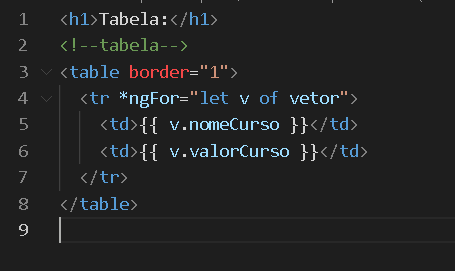 1 <h1>Tabela:</h1>
2 <!--tabela-->
3 <table border="1">
4 <tr *ngFor="let v of vetor">
5 <td>{{ v.nomeCurso }}</td>
6 <td>{{ v.valorCurso }}</td>
7 </tr>
8 </table>
9